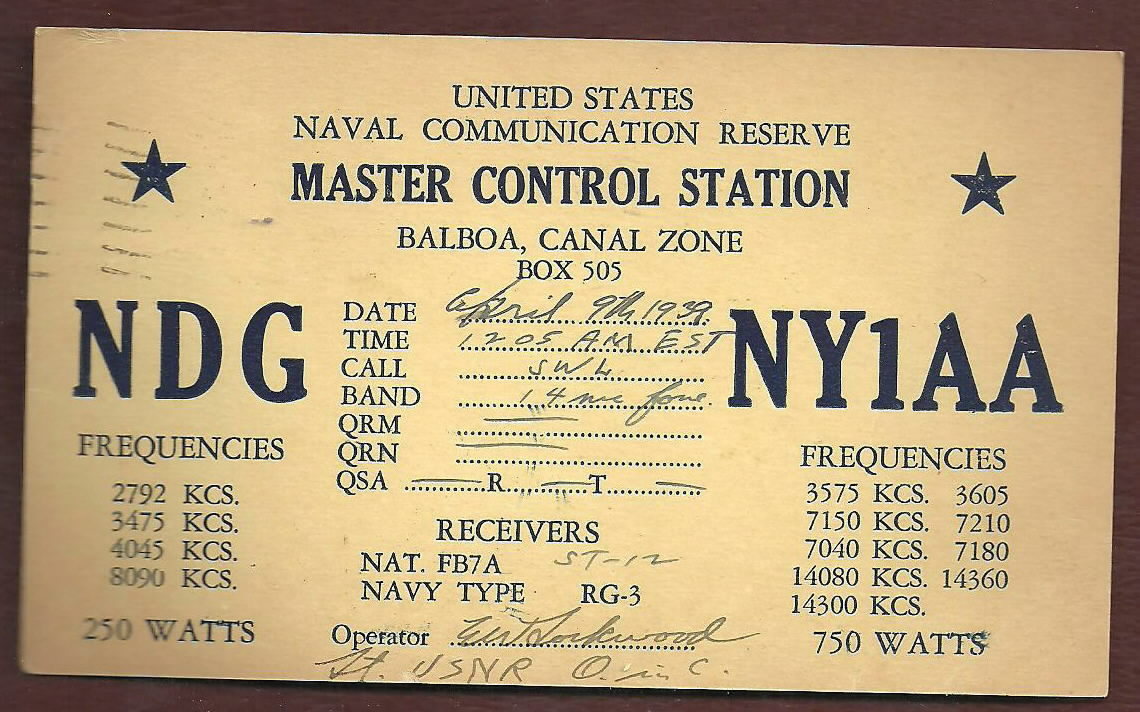 UNITED STATES
NAVAL COMMUNICATION RESERVE
MASTER CONTROL STATION
BALBOA, CANAL ZONE
BOX 505
NDG
DATE April 9th 1939
TIME 12 05 AM EST
CALL SWL
BAND 14 mc fone
QRM
QRN
QSA R T
NY1AA
FREQUENCIES
2792 KCS.
3475 KCS.
4045 KCS.
8090 KCS.
250 WATTS
RECEIVERS
NAT. FB7A ST-12
NAVY TYPE RG-3
Operator Lockwood
Lt. USNR O. in C.
FREQUENCIES
3575 KCS. 3605
7150 KCS. 7210
7040 KCS. 7180
14080 KCS. 14360
14300 KCS.
750 WATTS